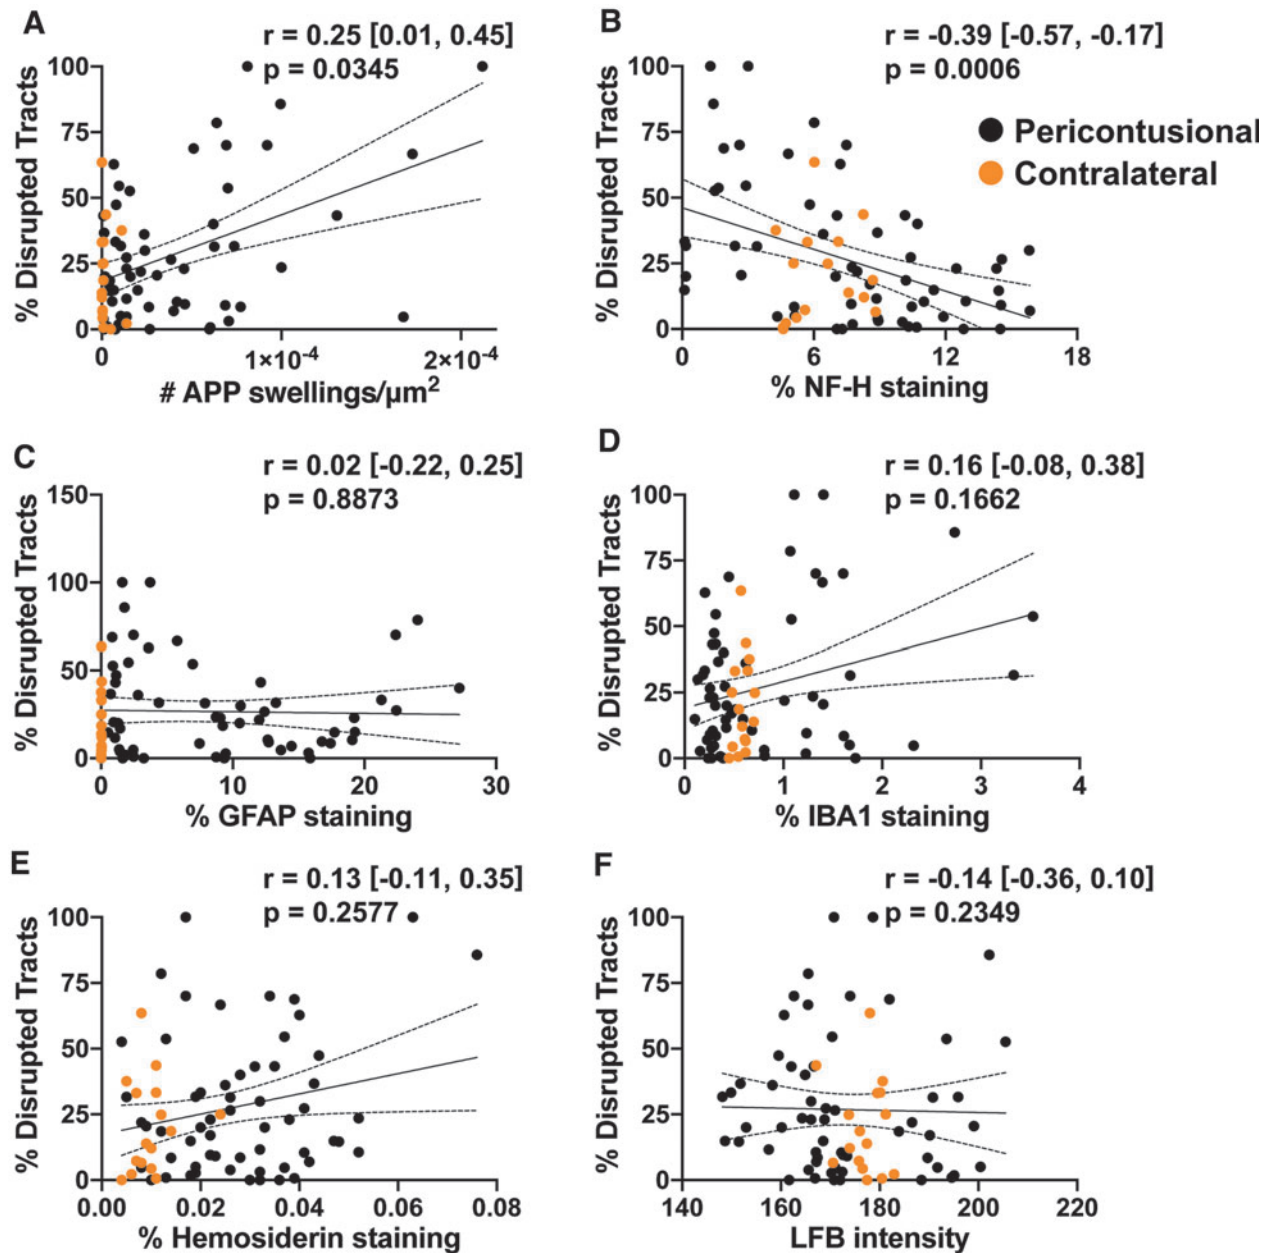 A
r = 0.25 [0.01, 0.45]
p = 0.0345
% Disrupted Tracts
100
75
50
25
0
0
1×10⁻⁴
2×10⁻⁴
# APP swellings/µm²
B
r = -0.39 [-0.57, -0.17]
p = 0.0006
Pericontusional
Contralateral
% Disrupted Tracts
100
75
50
25
0
0
6
12
18
% NF-H staining
C
r = 0.02 [-0.22, 0.25]
p = 0.8873
% Disrupted Tracts
150
100
50
0
0
10
20
30
% GFAP staining
D
r = 0.16 [-0.08, 0.38]
p = 0.1662
% Disrupted Tracts
100
75
50
25
0
0
1
2
3
4
% IBA1 staining
E
r = 0.13 [-0.11, 0.35]
p = 0.2577
% Disrupted Tracts
100
75
50
25
0
0.00
0.02
0.04
0.06
0.08
% Hemosiderin staining
F
r = -0.14 [-0.36, 0.10]
p = 0.2349
% Disrupted Tracts
100
75
50
25
0
140
160
180
200
220
LFB intensity